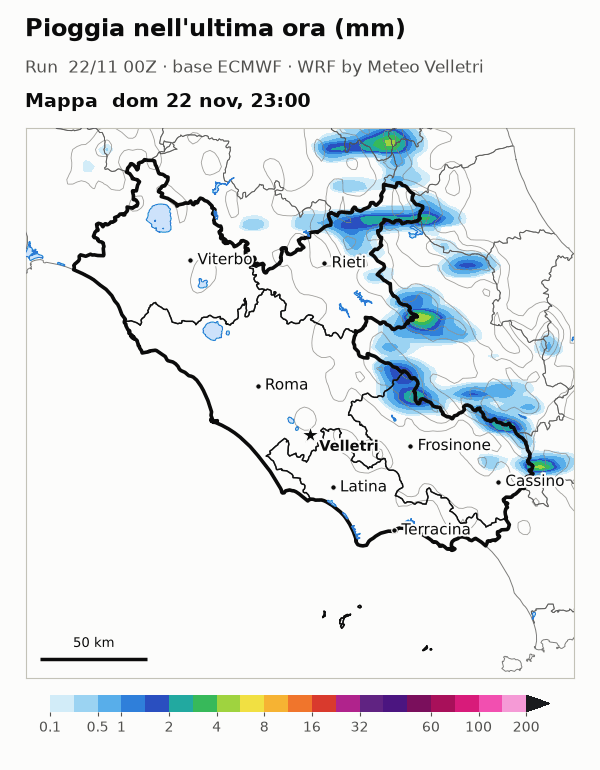 Pioggia nell'ultima ora (mm)
Run  22/11 00Z · base ECMWF · WRF by Meteo Velletri
Mappa  dom 22 nov, 23:00
Viterbo
Rieti
Roma
Velletri
Frosinone
Latina
Cassino
Terracina
50 km
0.1 0.5 1 2 4 8 16 32 60 100 200